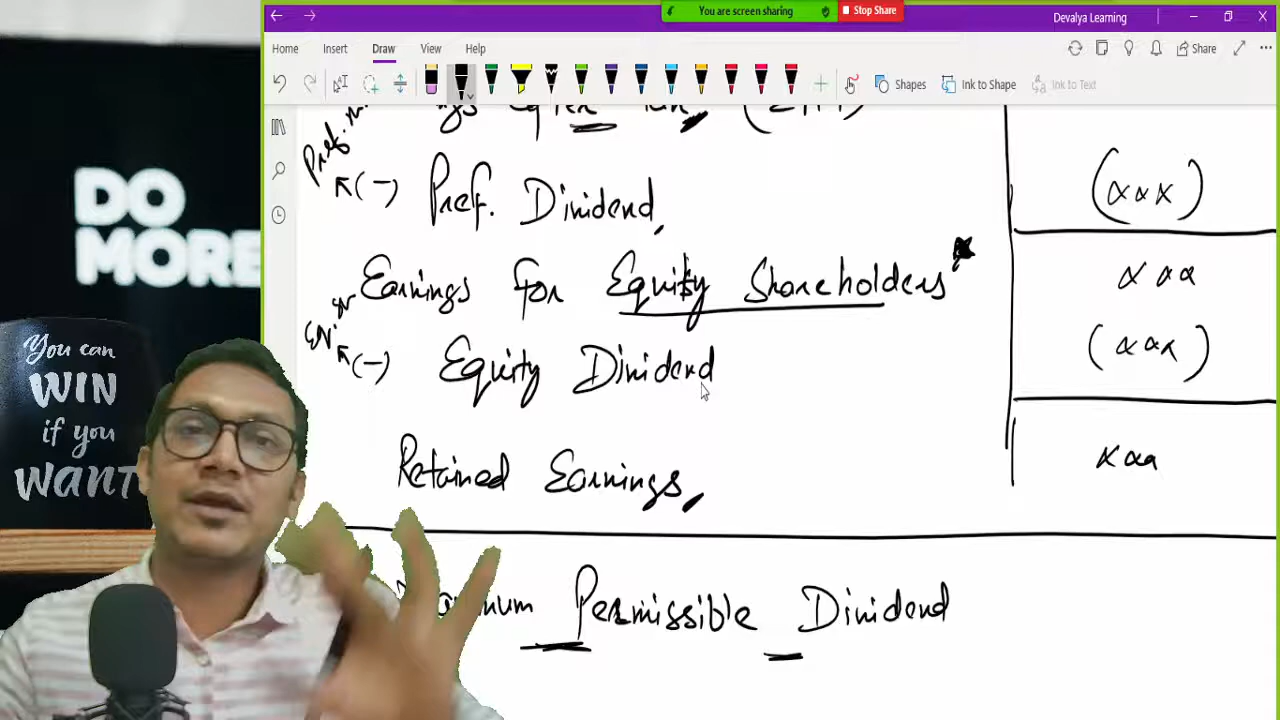 You are screen sharing
Stop Share
Devalya Learning
Home Insert Draw View Help
Share
Shapes
Ink to Shape
Ink to Text
Pref.
(-) Pref. Dividend,
(xxx)
Earnings for Equity Shareholders
xxx
(-) Equity Dividend
(xxx)
Retained Earnings,
xxx
Permissible Dividend
DO
MORE
You can
WIN
if you
WANT